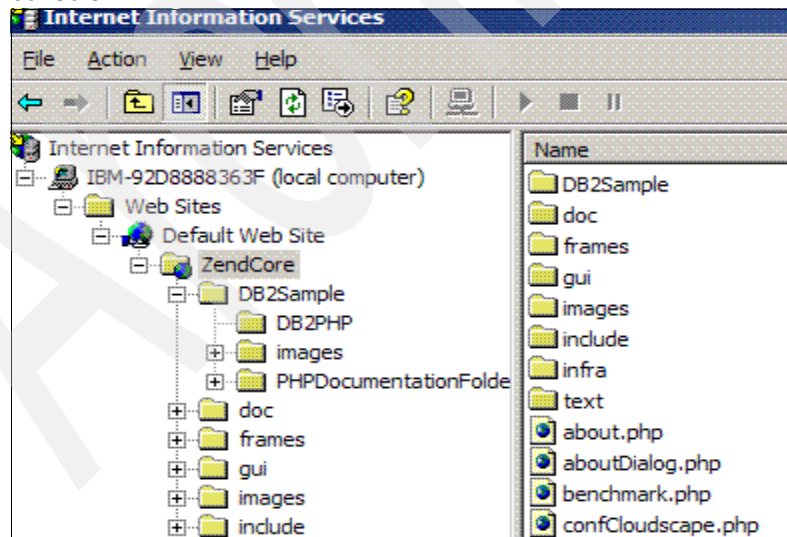 Internet Information Services
File Action View Help
Internet Information Services
IBM-92D8888363F (local computer)
Web Sites
Default Web Site
ZendCore
DB2Sample
DB2PHP
images
PHPDocumentationFolde
doc
frames
gui
images
include
Name
DB2Sample
doc
frames
gui
images
include
infra
text
about.php
aboutDialog.php
benchmark.php
confCloudscape.php